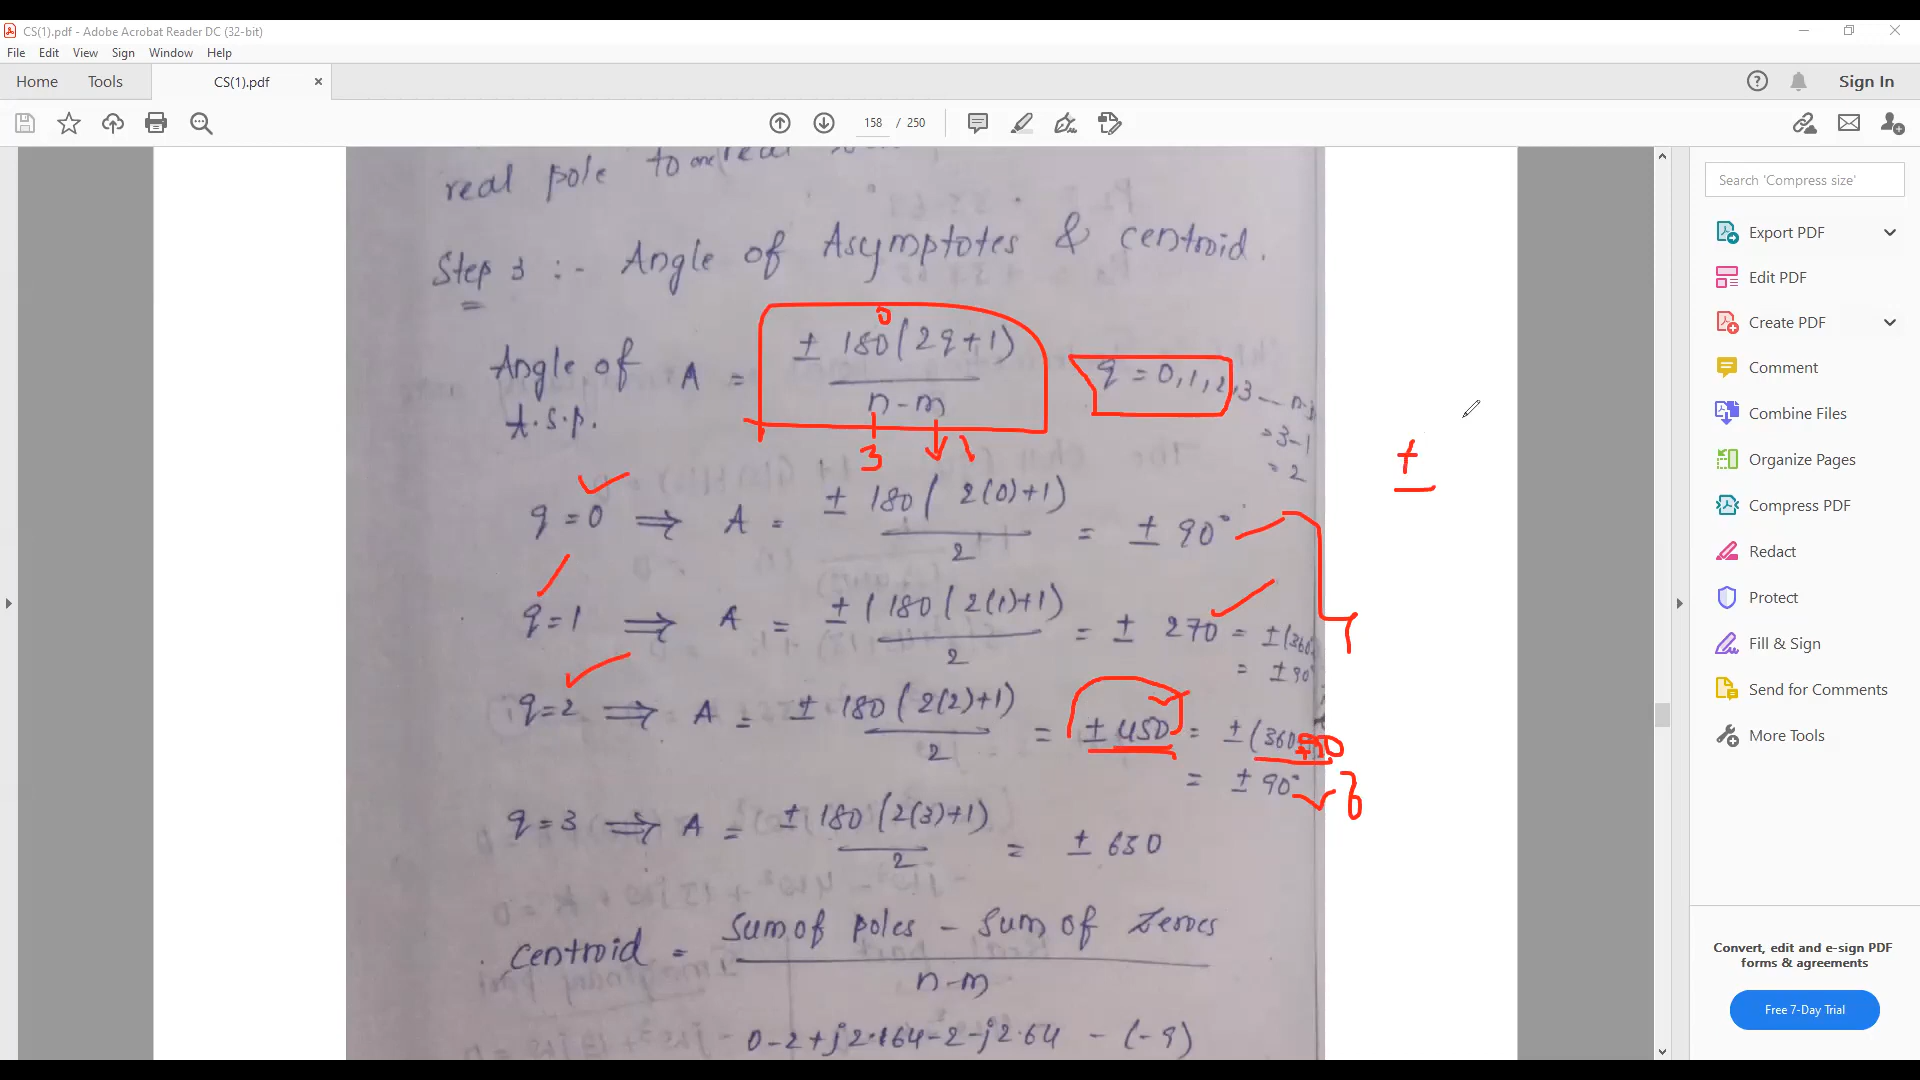 CS(1).pdf - Adobe Acrobat Reader DC (32-bit)
File Edit View Sign Window Help
Home Tools CS(1).pdf × Sign In
158 / 250
real pole to one real
Step 3 :- Angle of Asymptotes & centroid.
Angle of A.s.p. A = ± 180(2q+1) / n-m q = 0,1,2,3 --- n-1
0
= 3-1
= 2
3 1
±
q = 0 ⇒ A = ± 180( 2(0)+1) / 2 = ± 90°
q = 1 ⇒ A = ± (180( 2(1)+1) / 2 = ± 270 = ±(360
= ±90°
q = 2 ⇒ A = ± 180(2(2)+1) / 2 = ± 450 = ±(360+90
= ± 90°
q = 3 ⇒ A = ± 180(2(3)+1) / 2 = ± 630
centroid = Sum of poles - Sum of zeroes / n-m
0-2+j2.164-2-j2.64 - (-9)
Search 'Compress size'
Export PDF
Edit PDF
Create PDF
Comment
Combine Files
Organize Pages
Compress PDF
Redact
Protect
Fill & Sign
Send for Comments
More Tools
Convert, edit and e-sign PDF
forms & agreements
Free 7-Day Trial